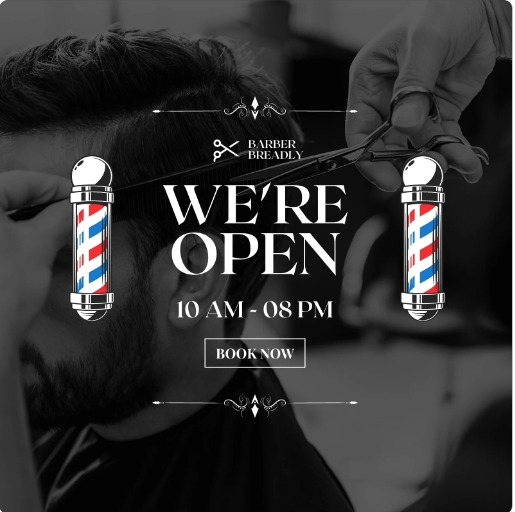 BARBER
BREADLY
WE'RE
OPEN
10 AM - 08 PM
BOOK NOW